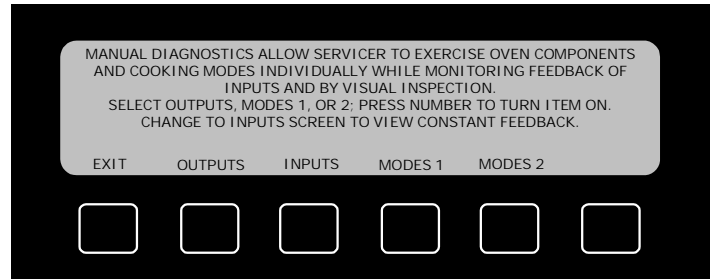 MANUAL DIAGNOSTICS ALLOW SERVICER TO EXERCISE OVEN COMPONENTS
AND COOKING MODES INDIVIDUALLY WHILE MONITORING FEEDBACK OF
INPUTS AND BY VISUAL INSPECTION.
SELECT OUTPUTS, MODES 1, OR 2; PRESS NUMBER TO TURN ITEM ON.
CHANGE TO INPUTS SCREEN TO VIEW CONSTANT FEEDBACK.
EXIT OUTPUTS INPUTS MODES 1 MODES 2